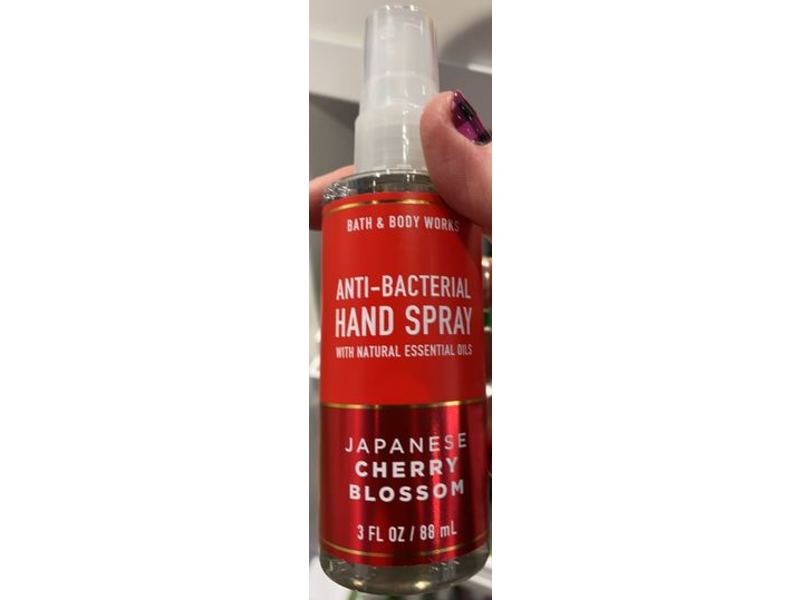 BATH & BODY WORKS
ANTI-BACTERIAL
HAND SPRAY
WITH NATURAL ESSENTIAL OILS
JAPANESE
CHERRY
BLOSSOM
3 FL OZ / 88 mL